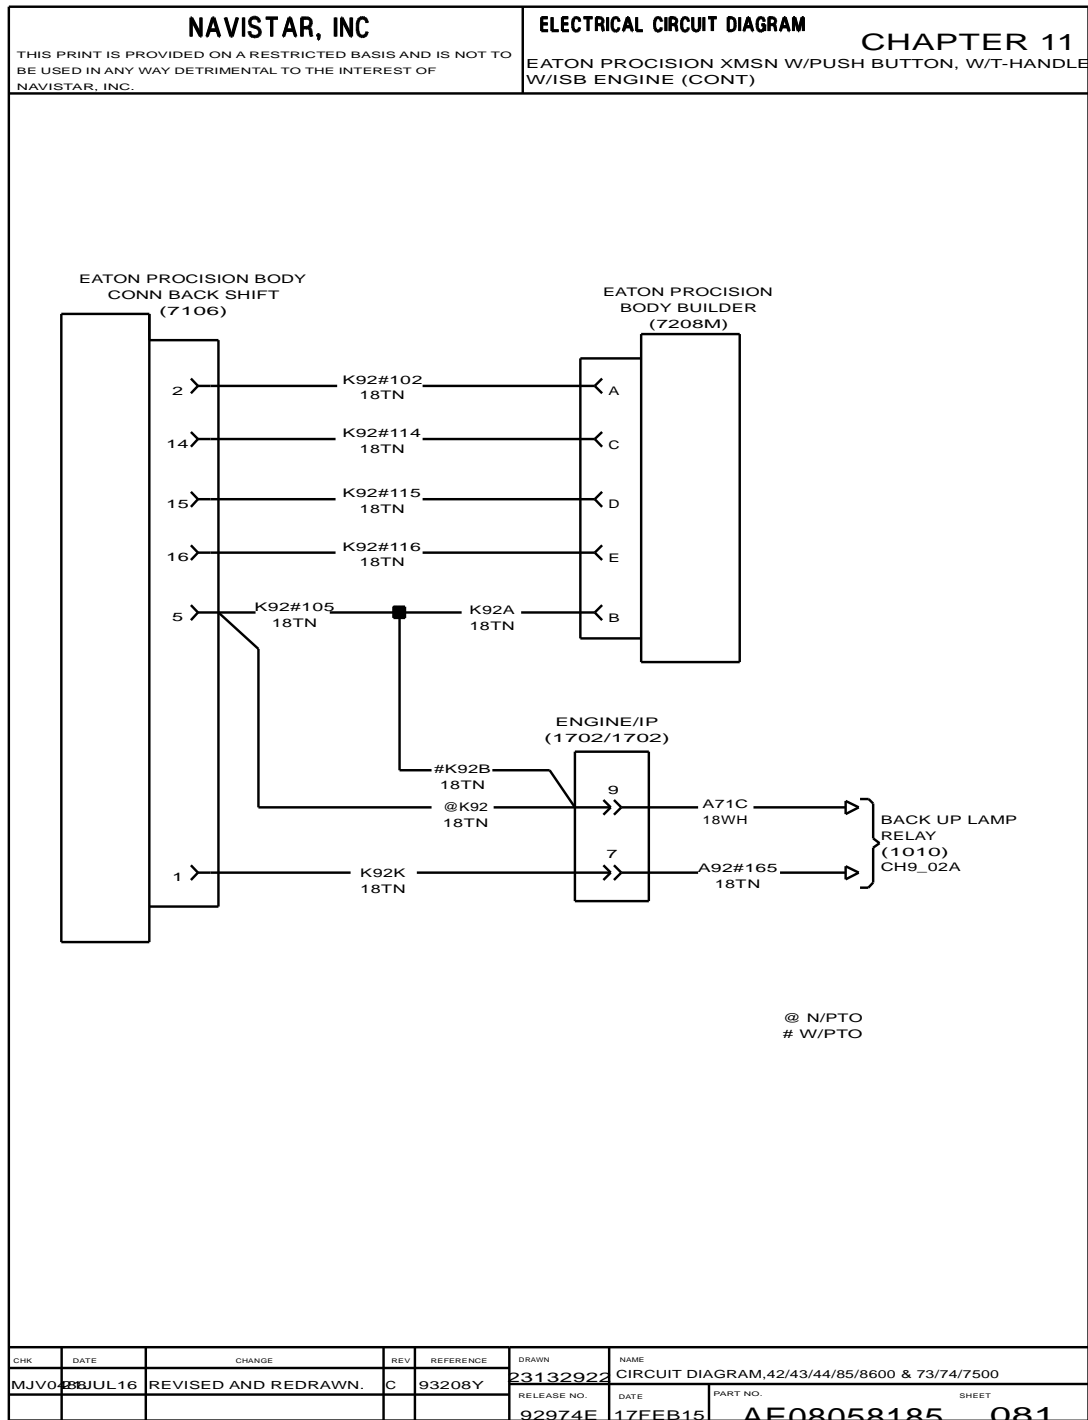 NAVISTAR, INC
THIS PRINT IS PROVIDED ON A RESTRICTED BASIS AND IS NOT TO
BE USED IN ANY WAY DETRIMENTAL TO THE INTEREST OF
NAVISTAR, INC.
ELECTRICAL CIRCUIT DIAGRAM
CHAPTER 11
EATON PROCISION XMSN W/PUSH BUTTON, W/T-HANDLE
W/ISB ENGINE (CONT)
EATON PROCISION BODY
CONN BACK SHIFT
(7106)
EATON PROCISION
BODY BUILDER
(7208M)
2
K92#102
18TN
A
14
K92#114
18TN
C
15
K92#115
18TN
D
16
K92#116
18TN
E
5
K92#105
18TN
K92A
18TN
B
ENGINE/IP
(1702/1702)
#K92B
18TN
@K92
18TN
9
A71C
18WH
7
1
K92K
18TN
A92#165
18TN
BACK UP LAMP
RELAY
(1010)
CH9_02A
@ N/PTO
# W/PTO
CHK
DATE
CHANGE
REV
REFERENCE
DRAWN
NAME
JUL16
REVISED AND REDRAWN.
C
93208Y
23132922
CIRCUIT DIAGRAM,42/43/44/85/8600 & 73/74/7500
RELEASE NO.
DATE
PART NO.
SHEET
92974E
17FEB15
AE08058185
081